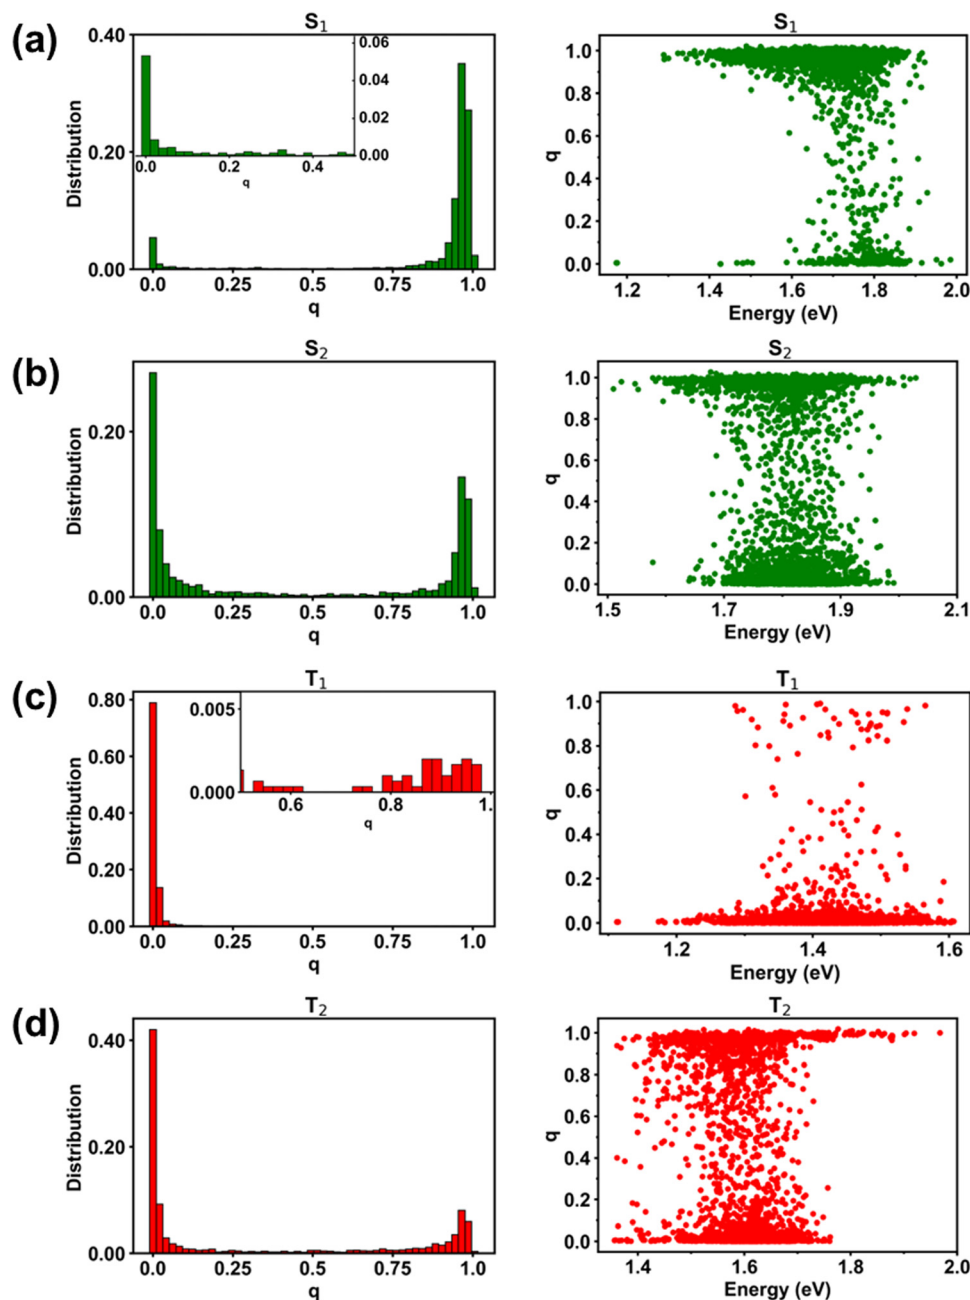 (a)
S₁
0.40
0.20
0.00
Distribution
0.06
0.04
0.02
0.00
0.0 0.2 0.4
q
0.0 0.25 0.5 0.75 1.0
q
S₁
1.0
0.8
0.6
0.4
0.2
0.0
q
1.2 1.4 1.6 1.8 2.0
Energy (eV)
(b)
S₂
0.20
0.00
Distribution
0.0 0.25 0.5 0.75 1.0
q
S₂
1.0
0.8
0.6
0.4
0.2
0.0
q
1.5 1.7 1.9 2.1
Energy (eV)
(c)
T₁
0.80
0.60
0.40
0.20
0.00
Distribution
0.005
0.000
0.6 0.8 1.
q
0.0 0.25 0.5 0.75 1.0
q
T₁
1.0
0.8
0.6
0.4
0.2
0.0
q
1.2 1.4 1.6
Energy (eV)
(d)
T₂
0.40
0.20
0.00
Distribution
0.0 0.25 0.5 0.75 1.0
q
T₂
1.0
0.8
0.6
0.4
0.2
0.0
q
1.4 1.6 1.8 2.0
Energy (eV)